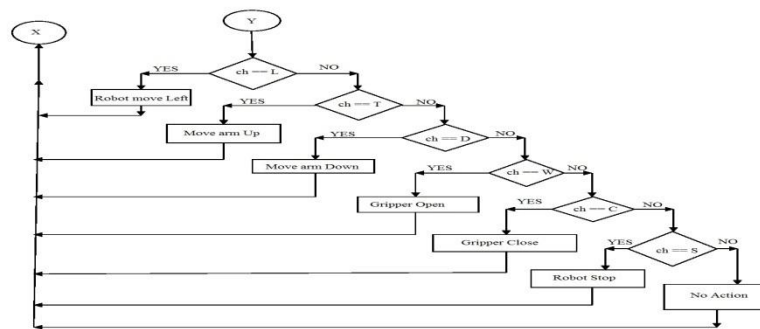 X
Y
YES
ch == L
NO
Robot move Left
YES
ch == T
NO
Move arm Up
YES
ch == D
NO
Move arm Down
YES
ch == W
NO
Gripper Open
YES
ch == C
NO
Gripper Close
YES
ch == S
NO
Robot Stop
No Action